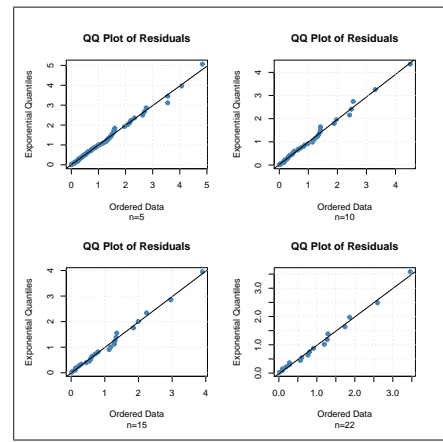 QQ Plot of Residuals
Exponential Quantiles
0 1 2 3 4 5
0 1 2 3 4 5
Ordered Data
n=5
QQ Plot of Residuals
Exponential Quantiles
0 1 2 3 4
0 1 2 3 4
Ordered Data
n=10
QQ Plot of Residuals
Exponential Quantiles
0 1 2 3 4
0 1 2 3 4
Ordered Data
n=15
QQ Plot of Residuals
Exponential Quantiles
0.0 1.0 2.0 3.0
0.0 1.0 2.0 3.0
Ordered Data
n=22